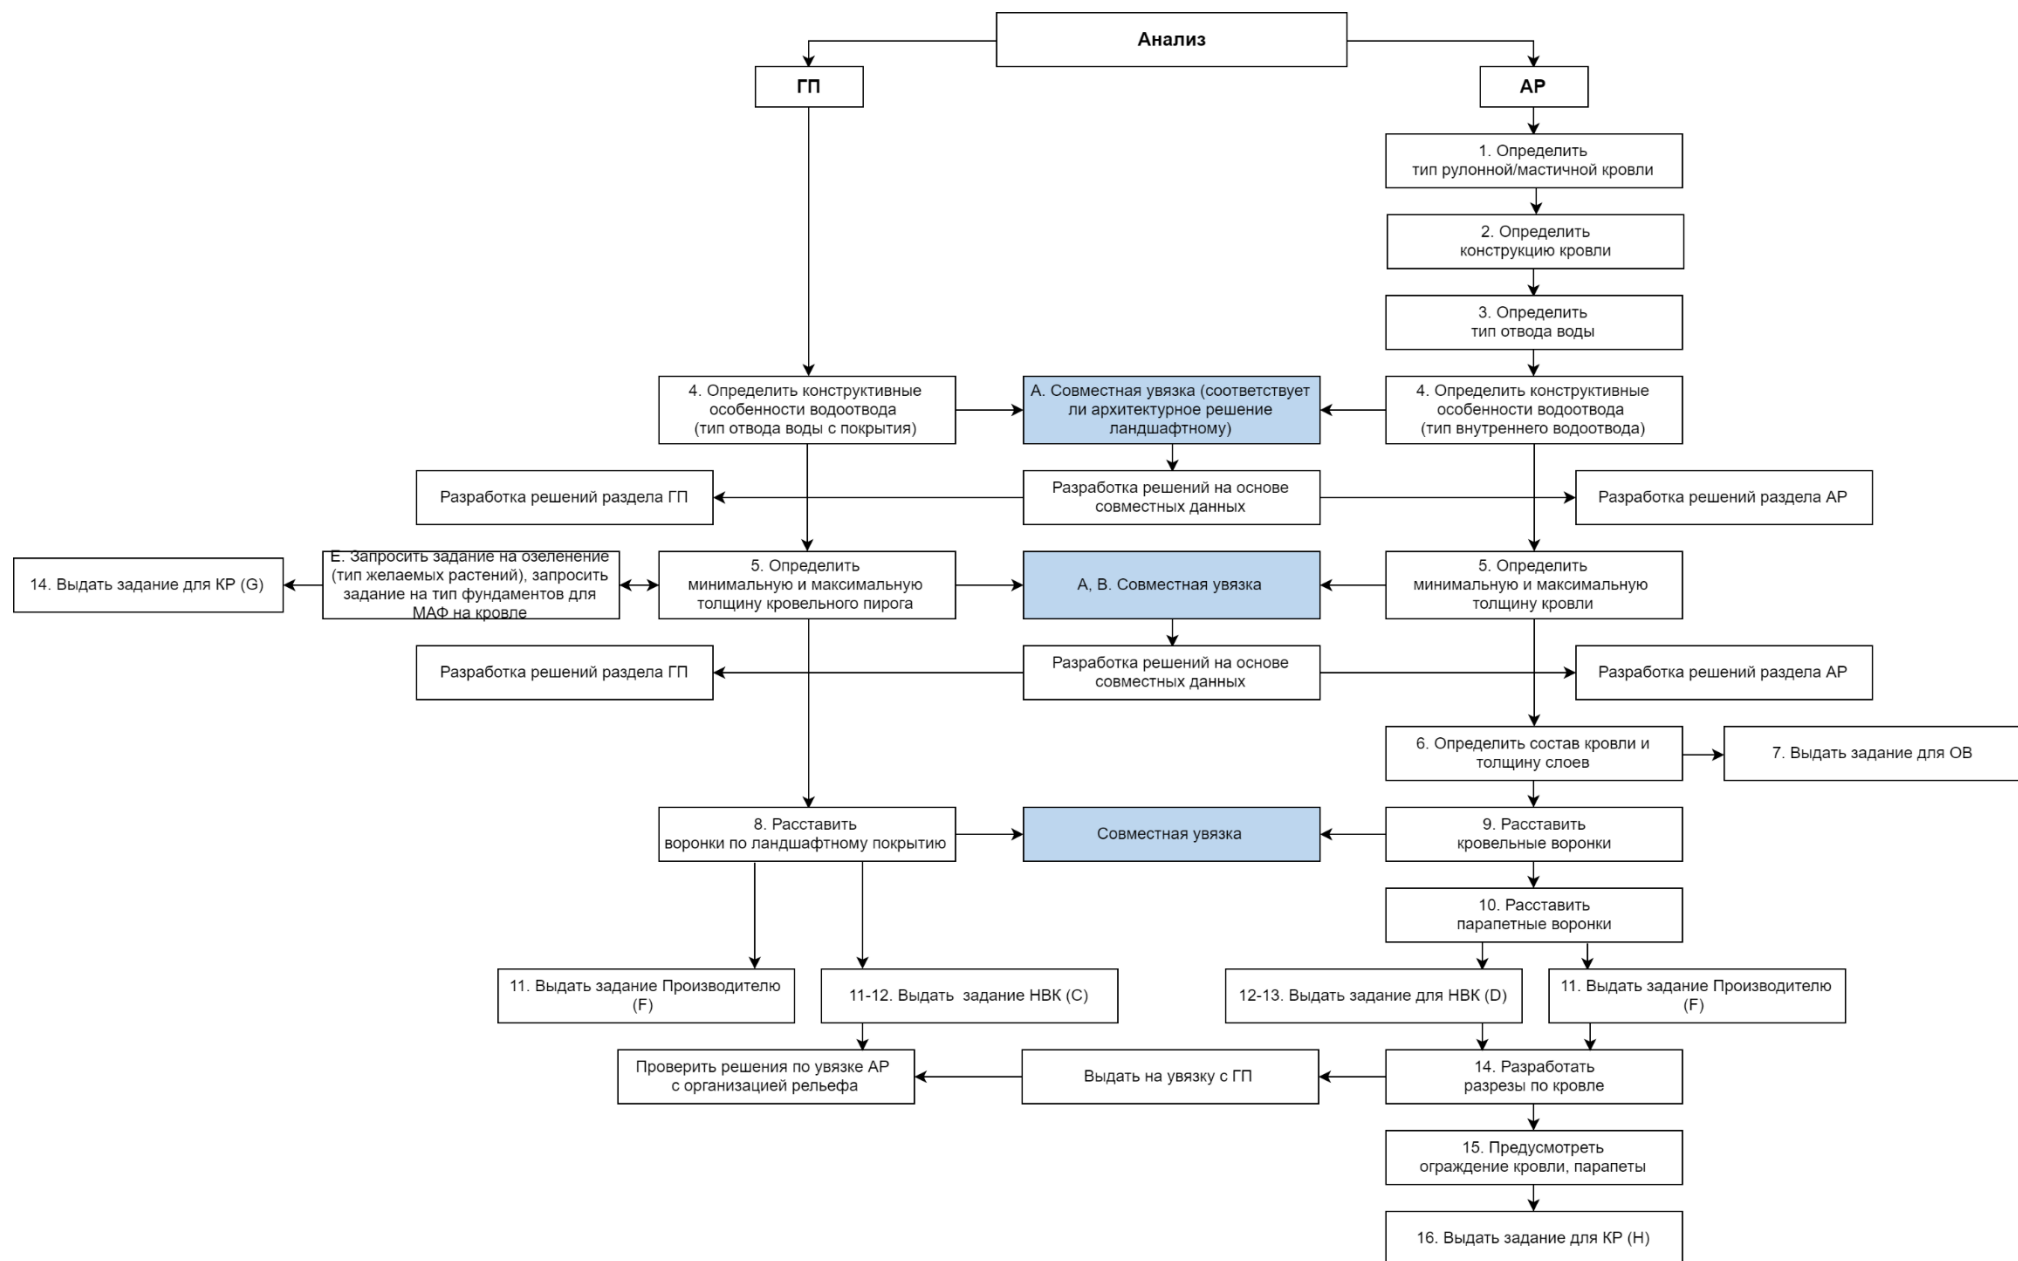 Анализ
ГП
АР
1. Определить
тип рулонной/мастичной кровли
2. Определить
конструкцию кровли
3. Определить
тип отвода воды
4. Определить конструктивные
особенности водоотвода
(тип отвода воды с покрытия)
А. Совместная увязка (соответствует
ли архитектурное решение
ландшафтному)
4. Определить конструктивные
особенности водоотвода
(тип внутреннего водоотвода)
Разработка решений раздела ГП
Разработка решений на основе
совместных данных
Разработка решений раздела АР
14. Выдать задание для КР (G)
Е. Запросить задание на озеленение
(тип желаемых растений), запросить
задание на тип фундаментов для
МАФ на кровле
5. Определить
минимальную и максимальную
толщину кровельного пирога
А, В. Совместная увязка
5. Определить
минимальную и максимальную
толщину кровли
Разработка решений раздела ГП
Разработка решений на основе
совместных данных
Разработка решений раздела АР
6. Определить состав кровли и
толщину слоев
7. Выдать задание для ОВ
8. Расставить
воронки по ландшафтному покрытию
Совместная увязка
9. Расставить
кровельные воронки
10. Расставить
парапетные воронки
11. Выдать задание Производителю
(F)
11-12. Выдать задание НВК (С)
12-13. Выдать задание для НВК (D)
11. Выдать задание Производителю
(F)
Проверить решения по увязке АР
с организацией рельефа
Выдать на увязку с ГП
14. Разработать
разрезы по кровле
15. Предусмотреть
ограждение кровли, парапеты
16. Выдать задание для КР (Н)